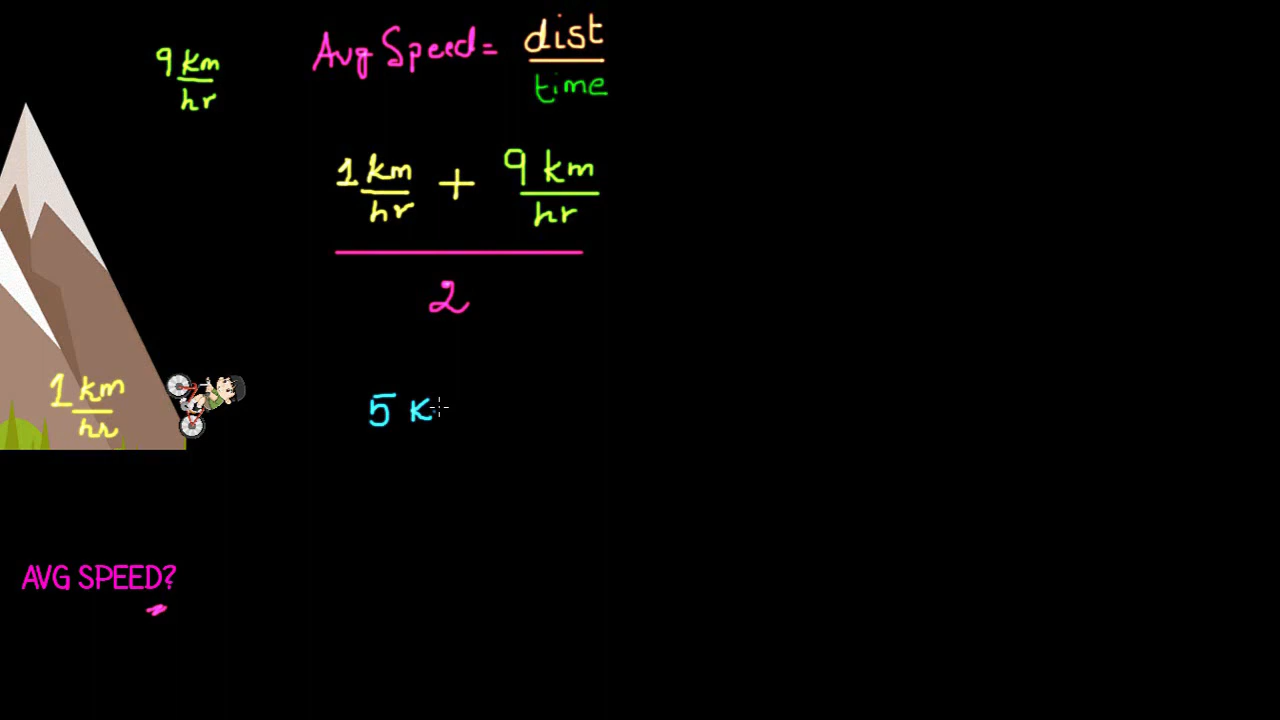 9 km
hr
Avg Speed = dist
time
1 km + 9 km
hr hr
2
1 km
hr
5 K
AVG SPEED?